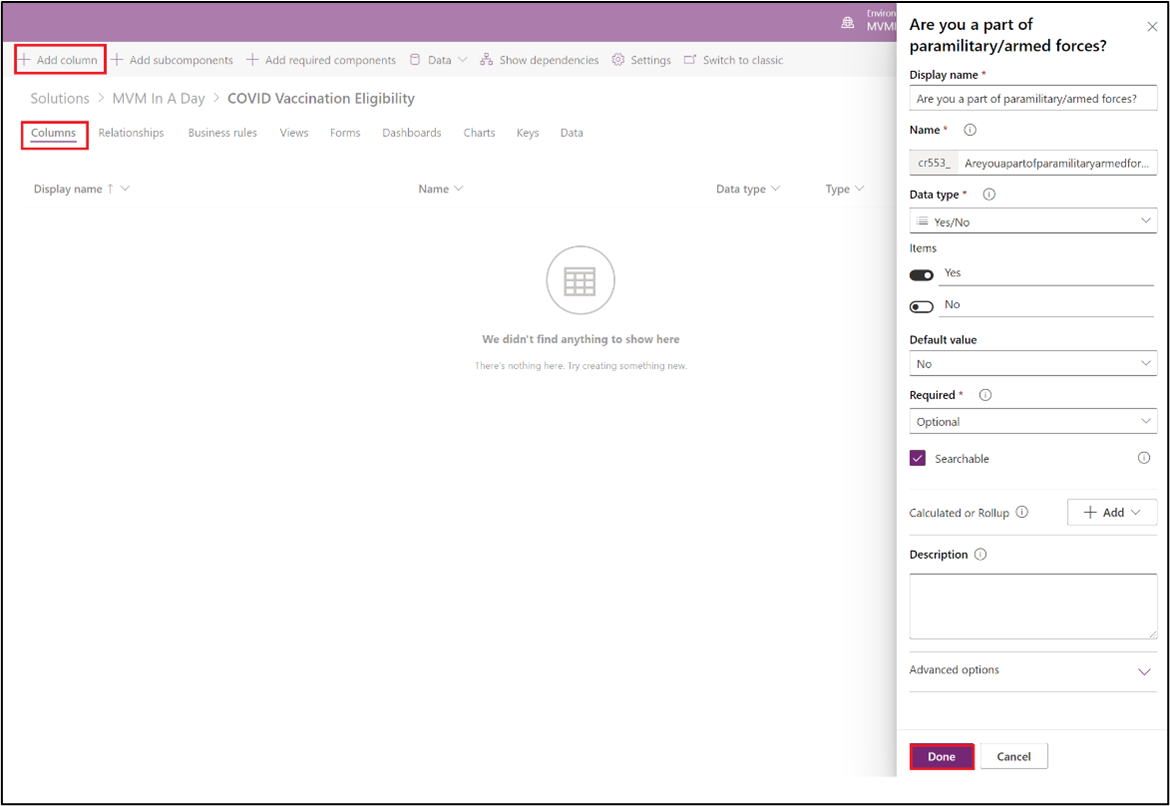 Environ
MVMI
Add column
Add subcomponents
Add required components
Data
Show dependencies
Settings
Switch to classic
Solutions > MVM In A Day > COVID Vaccination Eligibility
Columns
Relationships
Business rules
Views
Forms
Dashboards
Charts
Keys
Data
Display name ↑
Name
Data type
Type
We didn't find anything to show here
There's nothing here. Try creating something new.
Are you a part of
paramilitary/armed forces?
Display name *
Are you a part of paramilitary/armed forces?
Name *
cr553_ Areyouapartofparamilitaryarmedfor...
Data type *
Yes/No
Items
Yes
No
Default value
No
Required *
Optional
Searchable
Calculated or Rollup
Add
Description
Advanced options
Done
Cancel